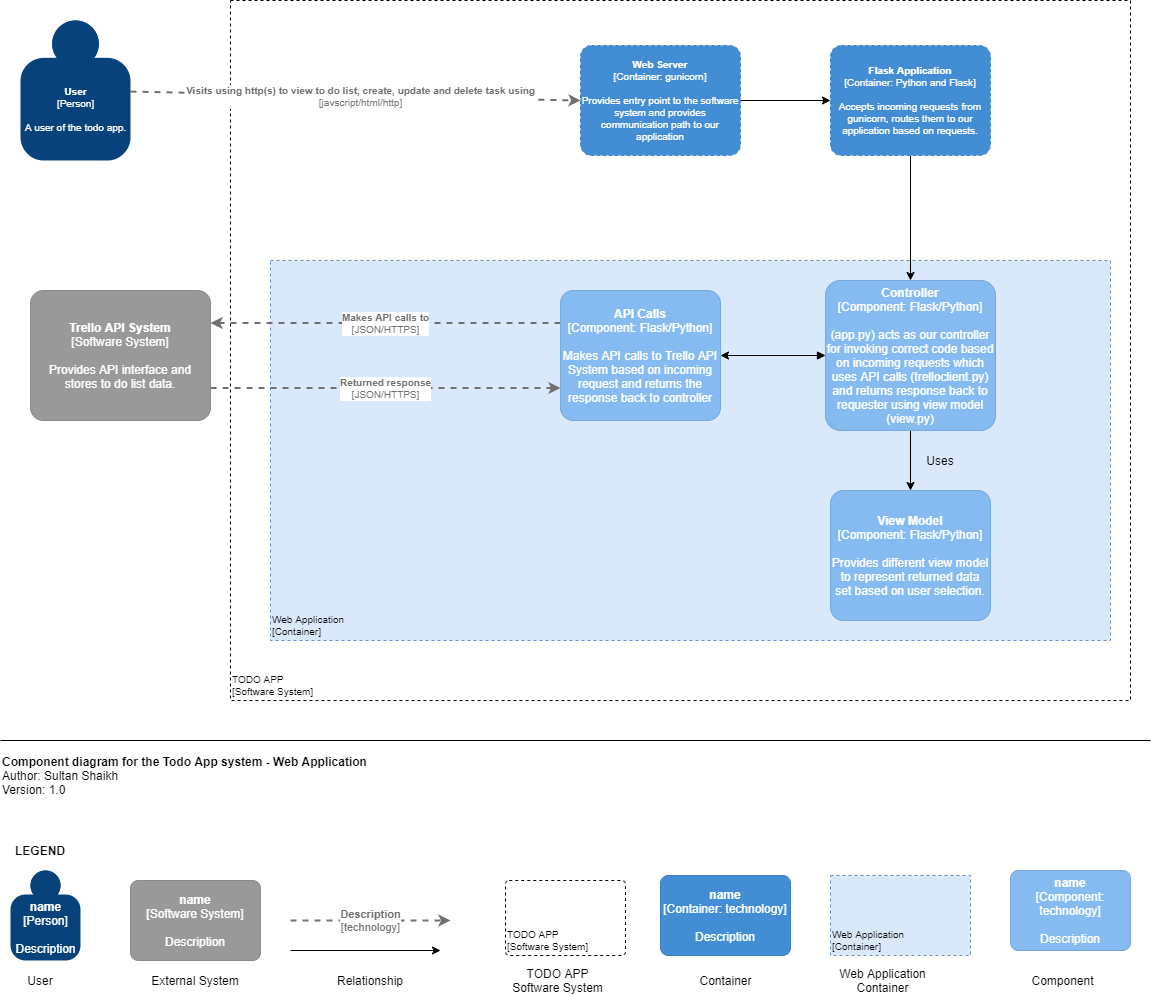 User
[Person]
A user of the todo app.
Visits using http(s) to view to do list, create, update and delete task using
[javscript/html/http]
Web Server
[Container: gunicorn]
Provides entry point to the software
system and provides
communication path to our
application
Flask Application
[Container: Python and Flask]
Accepts incoming requests from
gunicorn, routes them to our
application based on requests.
Trello API System
[Software System]
Provides API interface and
stores to do list data.
Makes API calls to
[JSON/HTTPS]
Returned response
[JSON/HTTPS]
API Calls
[Component: Flask/Python]
Makes API calls to Trello API
System based on incoming
request and returns the
response back to controller
Controller
[Component: Flask/Python]
(app.py) acts as our controller
for invoking correct code based
on incoming requests which
uses API calls (trelloclient.py)
and returns response back to
requester using view model
(view.py)
Uses
View Model
[Component: Flask/Python]
Provides different view model
to represent returned data
set based on user selection.
Web Application
[Container]
TODO APP
[Software System]
Component diagram for the Todo App system - Web Application
Author: Sultan Shaikh
Version: 1.0
LEGEND
name
[Person]
Description
User
name
[Software System]
Description
External System
Description
[technology]
Relationship
TODO APP
[Software System]
TODO APP
Software System
name
[Container: technology]
Description
Container
Web Application
[Container]
Web Application
Container
name
[Component:
technology]
Description
Component